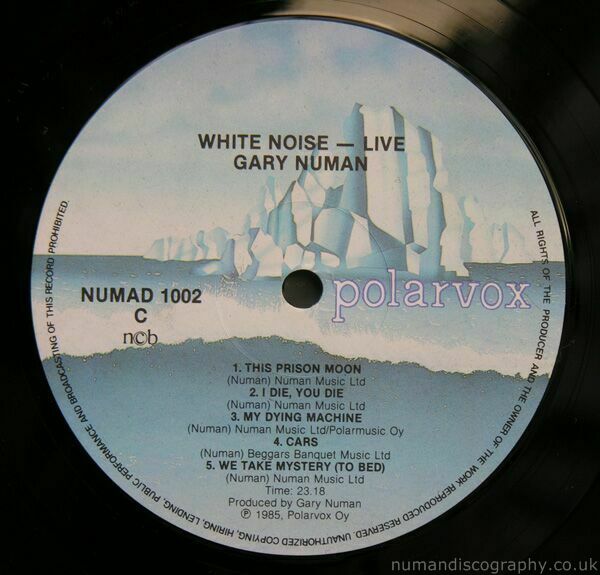 WHITE NOISE — LIVE
GARY NUMAN
NUMAD 1002
C
n©b
polarvox
1. THIS PRISON MOON
(Numan) Numan Music Ltd
2. I DIE, YOU DIE
(Numan) Numan Music Ltd
3. MY DYING MACHINE
(Numan) Numan Music Ltd/Polarmusic Oy
4. CARS
(Numan) Beggars Banquet Music Ltd
5. WE TAKE MYSTERY (TO BED)
(Numan) Numan Music Ltd
Time: 23.18
Produced by Gary Numan
℗ 1985, Polarvox Oy
ALL RIGHTS OF THE PRODUCER AND THE OWNER OF THE WORK REPRODUCED RESERVED. UNAUTHORIZED COPYING, HIRING, LENDING, PUBLIC PERFORMANCE AND BROADCASTING OF THIS RECORD PROHIBITED.
numandiscography.co.uk